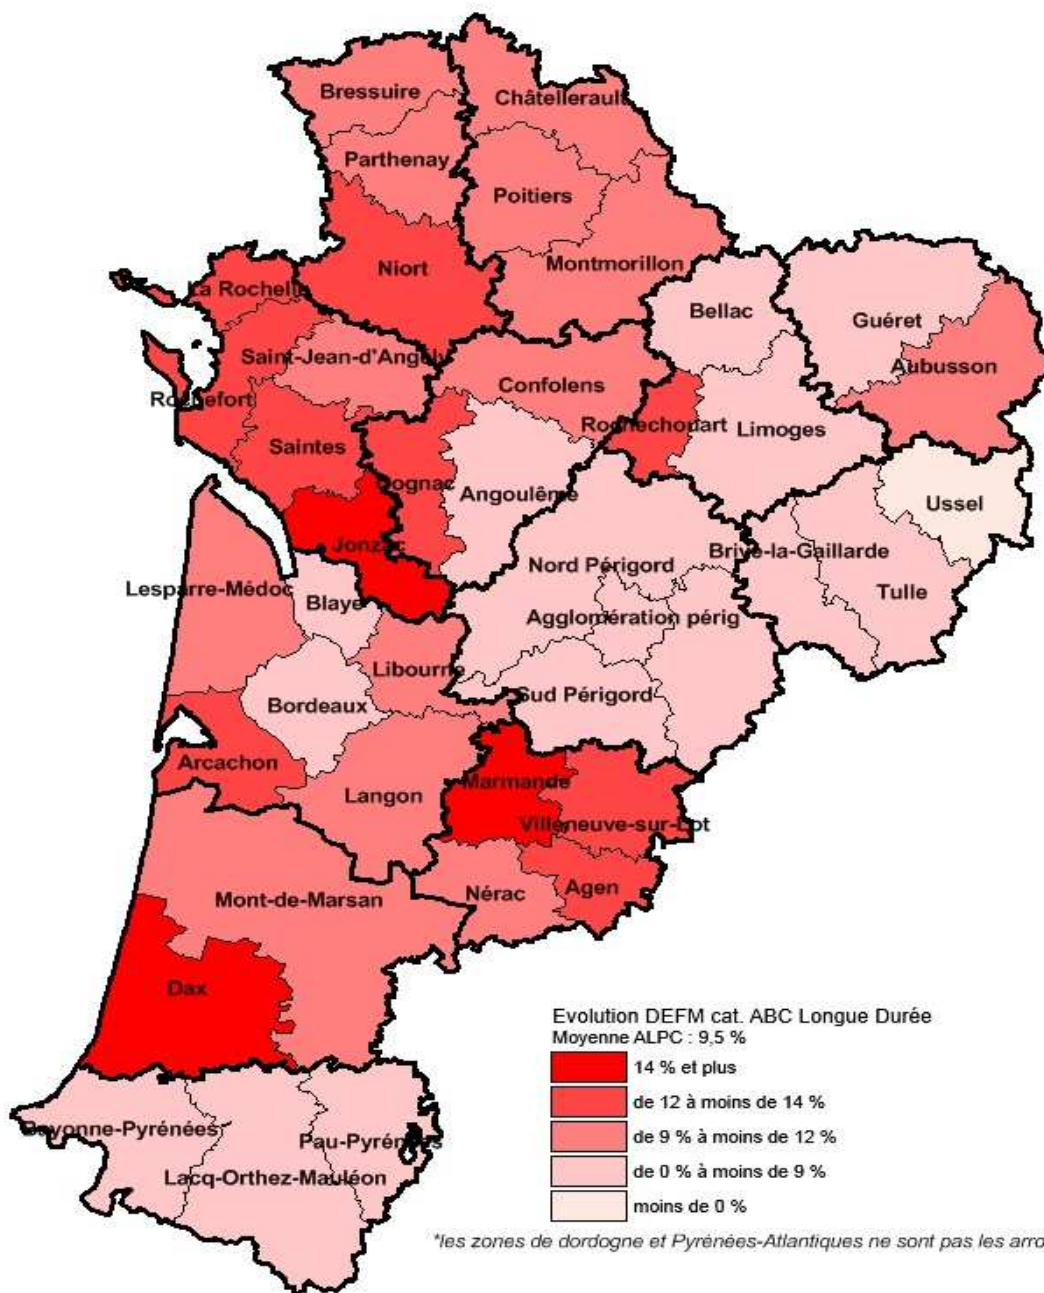 Bressuire
Châtellerault
Parthenay
Poitiers
Niort
Montmorillon
La Rochelle
Bellac
Guéret
Saint-Jean-d'Angély
Confolens
Aubusson
Rochefort
Rochechouart
Limoges
Saintes
Cognac
Angoulême
Ussel
Jonzac
Nord Périgord
Brive-la-Gaillarde
Lesparre-Médoc
Blaye
Tulle
Agglomération périg
Libourne
Sud Périgord
Bordeaux
Arcachon
Langon
Marmande
Villeneuve-sur-Lot
Mont-de-Marsan
Nérac
Agen
Dax
Evolution DEFM cat. ABC Longue Durée
Moyenne ALPC : 9,5 %
14 % et plus
de 12 à moins de 14 %
de 9 % à moins de 12 %
de 0 % à moins de 9 %
moins de 0 %
Bayonne-Pyrénées
Pau-Pyrénées
Lacq-Orthez-Mauléon
*les zones de dordogne et Pyrénées-Atlantiques ne sont pas les arro